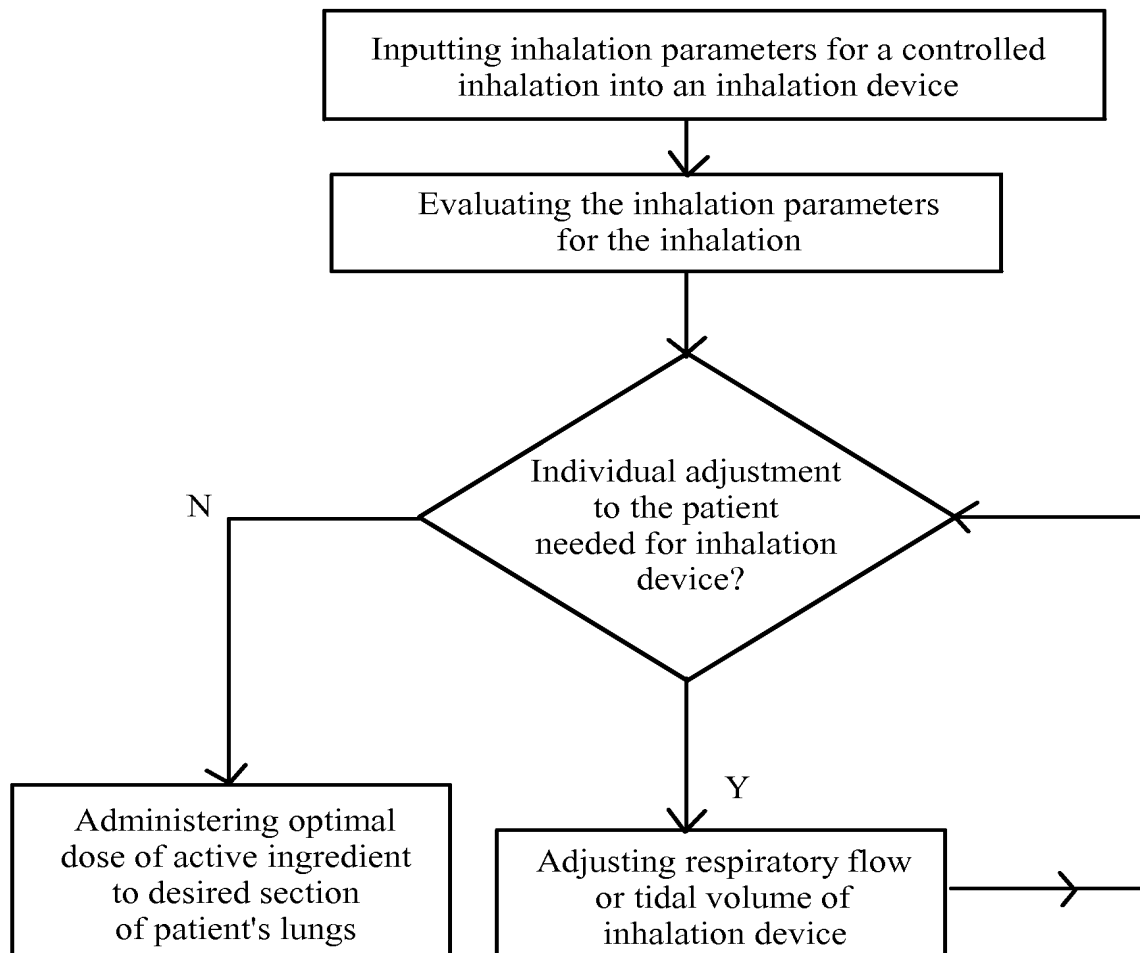 Inputting inhalation parameters for a controlled
inhalation into an inhalation device
Evaluating the inhalation parameters
for the inhalation
Individual adjustment
to the patient
needed for inhalation
device?
N
Y
Administering optimal
dose of active ingredient
to desired section
of patient's lungs
Adjusting respiratory flow
or tidal volume of
inhalation device